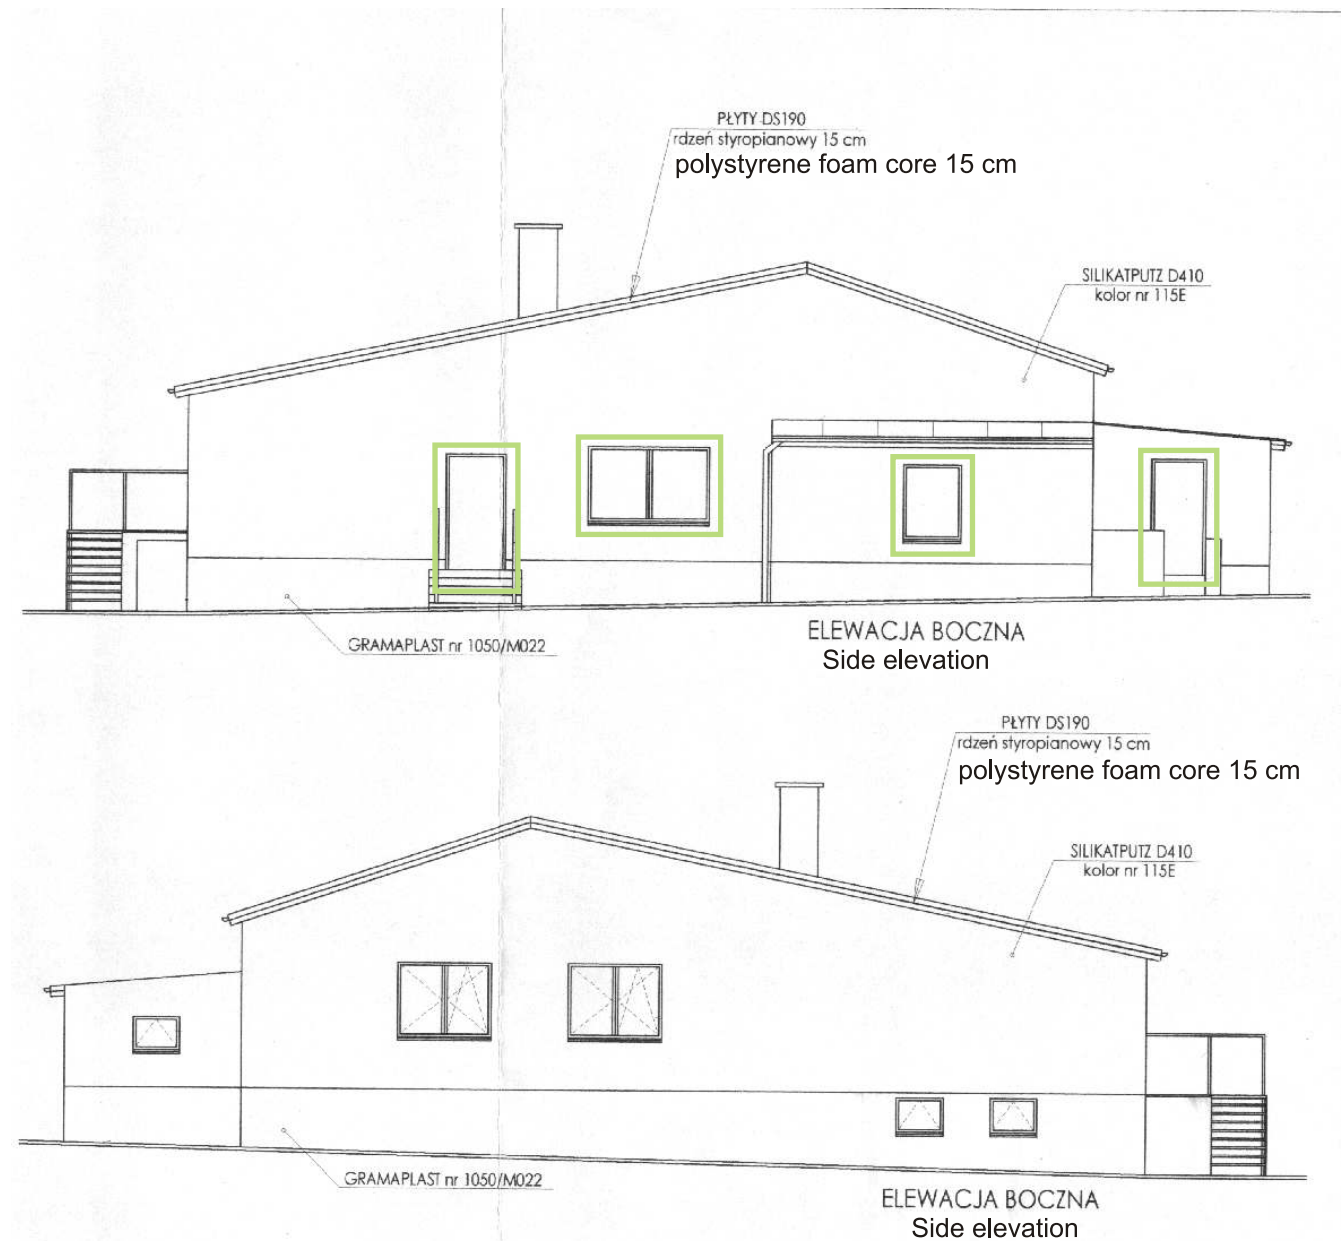 PŁYTY DS190
rdzeń styropianowy 15 cm
polystyrene foam core 15 cm
SILIKATPUTZ D410
kolor nr 115E
GRAMAPLAST nr 1050/M022
ELEWACJA BOCZNA
Side elevation
PŁYTY DS190
rdzeń styropianowy 15 cm
polystyrene foam core 15 cm
SILIKATPUTZ D410
kolor nr 115E
GRAMAPLAST nr 1050/M022
ELEWACJA BOCZNA
Side elevation